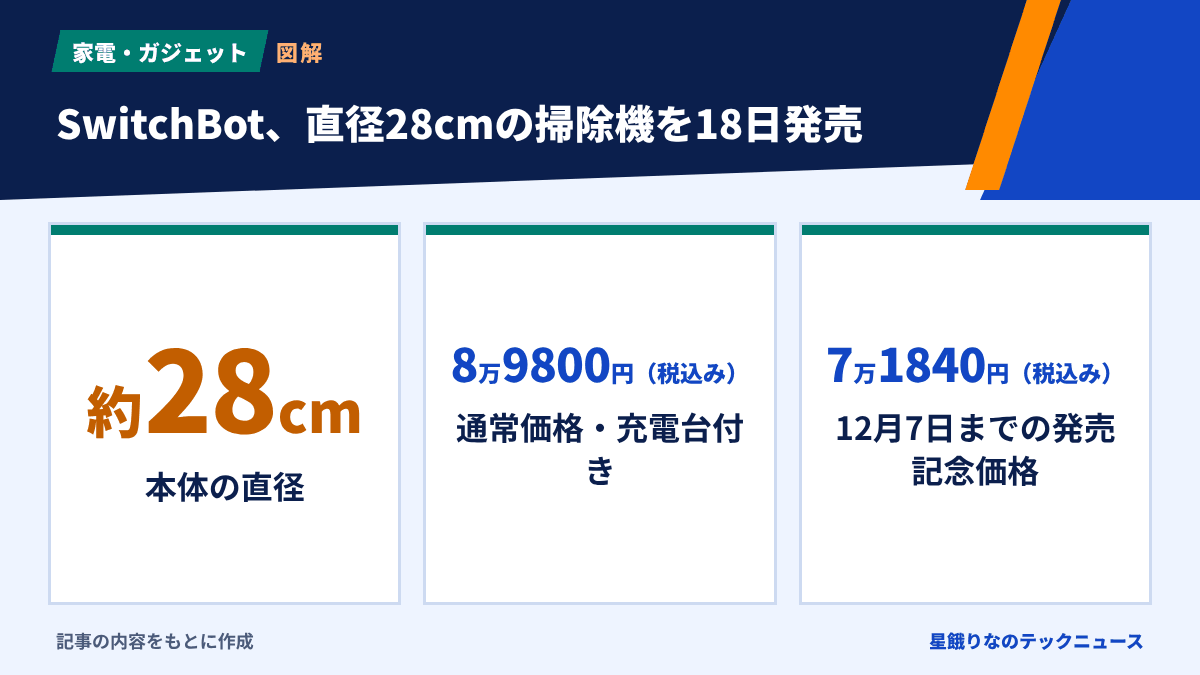 家電・ガジェット 図解
SwitchBot、直径28cmの掃除機を18日発売
約28cm
本体の直径
8万9800円（税込み）
通常価格・充電台付
き
7万1840円（税込み）
12月7日までの発売
記念価格
記事の内容をもとに作成
星餓りなのテックニュース